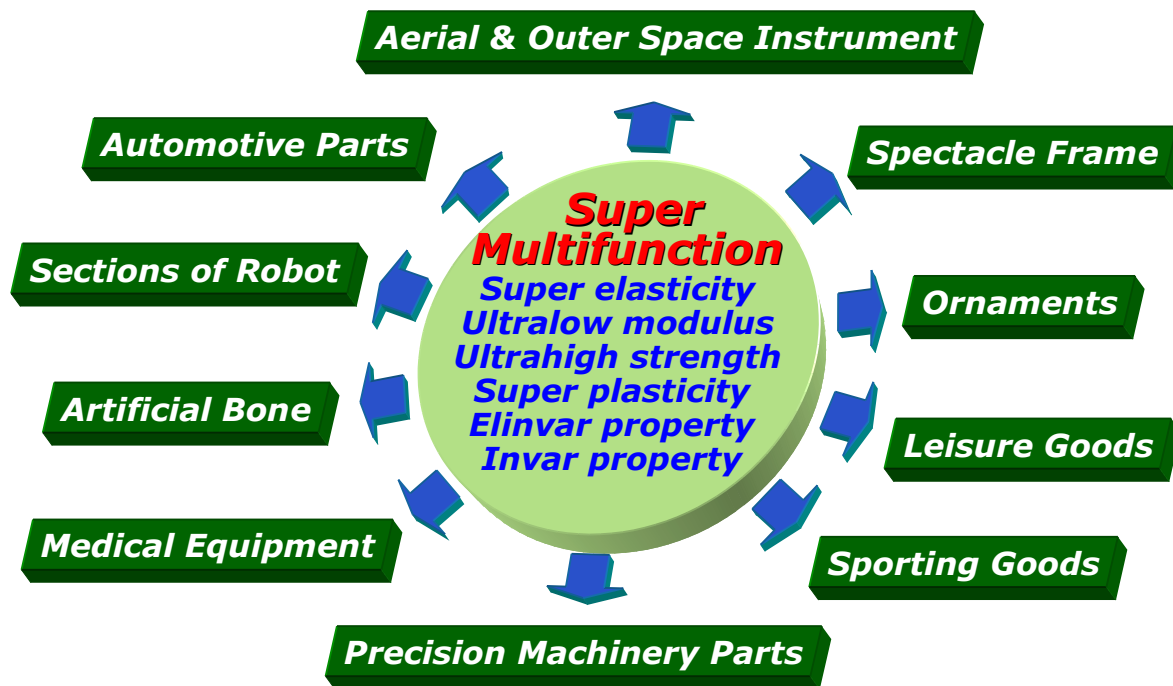 Aerial & Outer Space Instrument
Automotive Parts
Spectacle Frame
Super
Multifunction
Sections of Robot
Super elasticity
Ornaments
Ultralow modulus
Ultrahigh strength
Super plasticity
Artificial Bone
Elinvar property
Leisure Goods
Invar property
Medical Equipment
Sporting Goods
Precision Machinery Parts